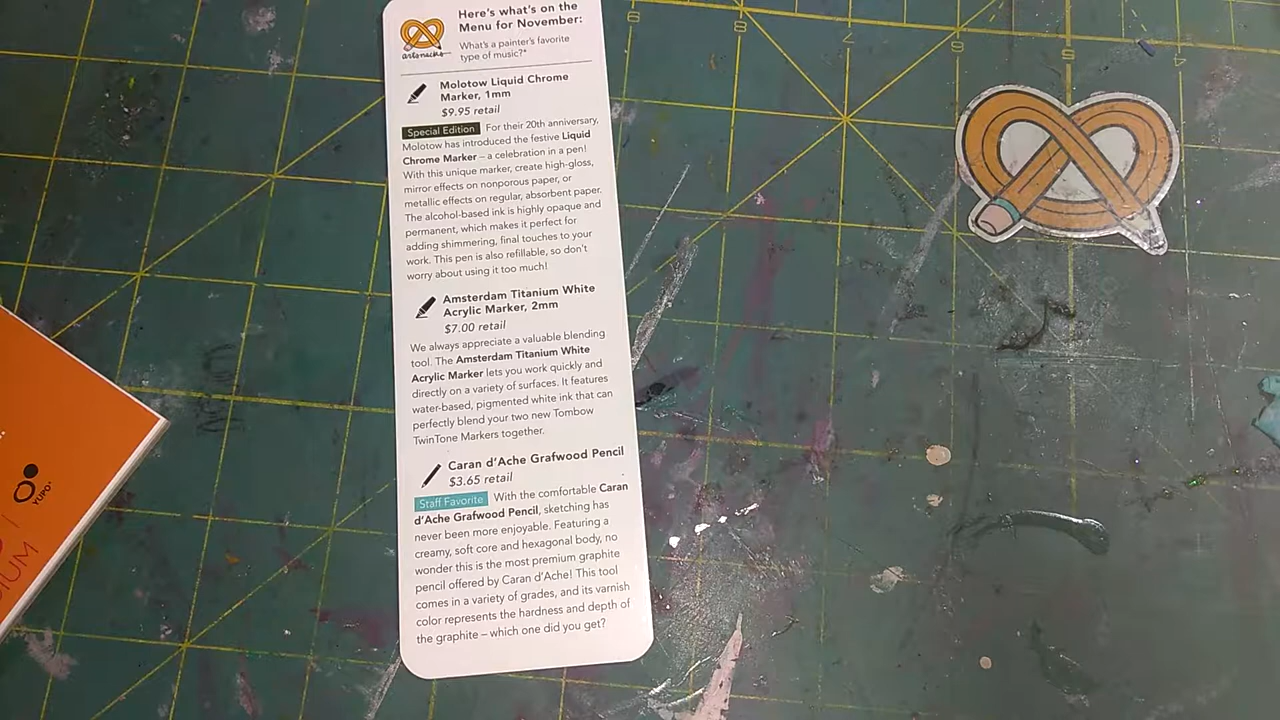 Here's what's on the
Menu for November:
artsnacks
What's a painter's favorite
type of music?*
Molotow Liquid Chrome
Marker, 1mm
$9.95 retail
Special Edition For their 20th anniversary,
Molotow has introduced the festive Liquid
Chrome Marker – a celebration in a pen!
With this unique marker, create high-gloss,
mirror effects on nonporous paper, or
metallic effects on regular, absorbent paper.
The alcohol-based ink is highly opaque and
permanent, which makes it perfect for
adding shimmering, final touches to your
work. This pen is also refillable, so don't
worry about using it too much!
Amsterdam Titanium White
Acrylic Marker, 2mm
$7.00 retail
We always appreciate a valuable blending
tool. The Amsterdam Titanium White
Acrylic Marker lets you work quickly and
directly on a variety of surfaces. It features
water-based, pigmented white ink that can
perfectly blend your two new Tombow
TwinTone Markers together.
Caran d'Ache Grafwood Pencil
$3.65 retail
Staff Favorite With the comfortable Caran
d'Ache Grafwood Pencil, sketching has
never been more enjoyable. Featuring a
creamy, soft core and hexagonal body, no
wonder this is the most premium graphite
pencil offered by Caran d'Ache! This tool
comes in a variety of grades, and its varnish
color represents the hardness and depth of
the graphite – which one did you get?
YUPO
9
8
7
6
5
4